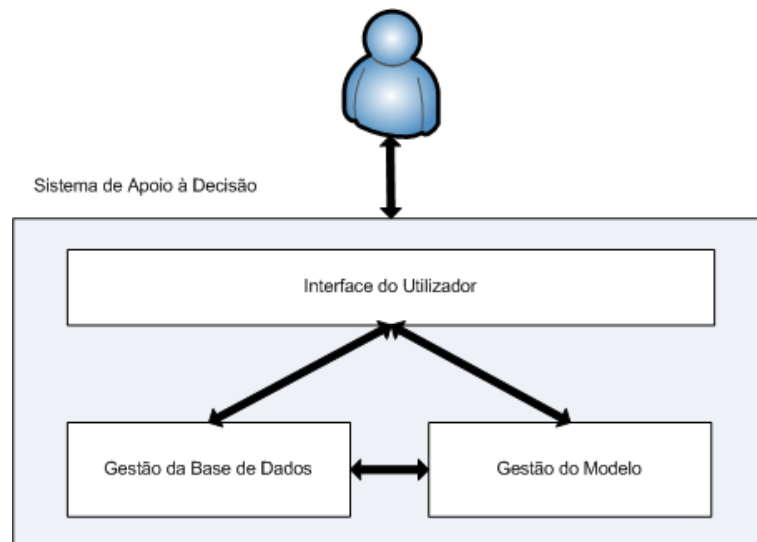 Sistema de Apoio à Decisão
Interface do Utilizador
Gestão da Base de Dados
Gestão do Modelo